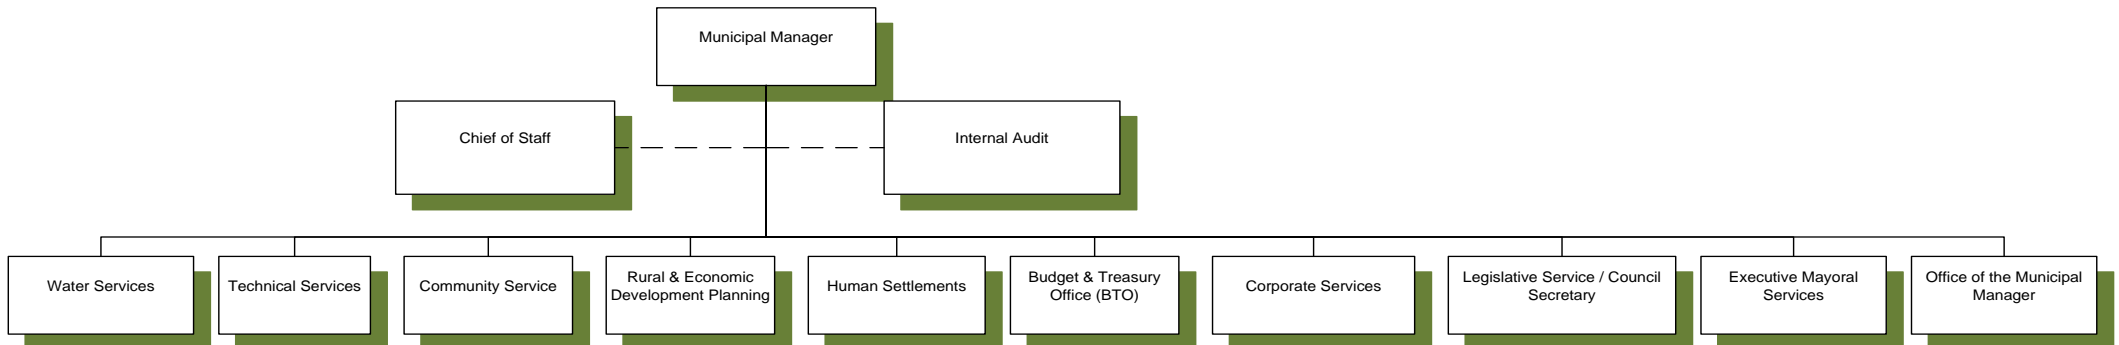 Municipal Manager
Chief of Staff
Internal Audit
Water Services
Technical Services
Community Service
Rural & Economic
Development Planning
Human Settlements
Budget & Treasury
Office (BTO)
Corporate Services
Legislative Service / Council
Secretary
Executive Mayoral
Services
Office of the Municipal
Manager